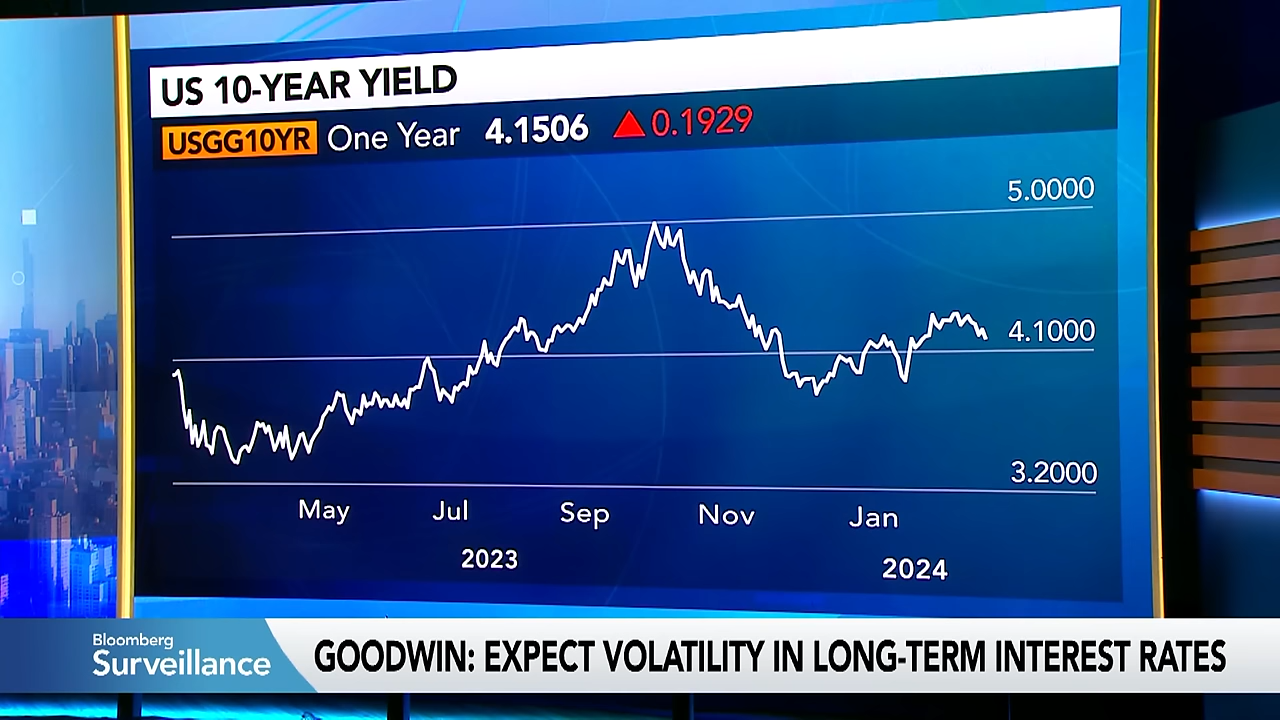 US 10-YEAR YIELD
USGG10YR One Year 4.1506 ▲0.1929
5.0000
4.1000
3.2000
May Jul Sep Nov Jan
2023 2024
Bloomberg
Surveillance
GOODWIN: EXPECT VOLATILITY IN LONG-TERM INTEREST RATES